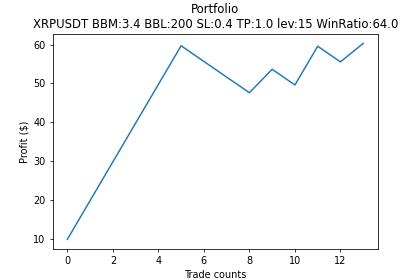 Portfolio
XRPUSDT BBM:3.4 BBL:200 SL:0.4 TP:1.0 lev:15 WinRatio:64.0
60
50
40
30
20
10
Profit ($)
0 2 4 6 8 10 12
Trade counts